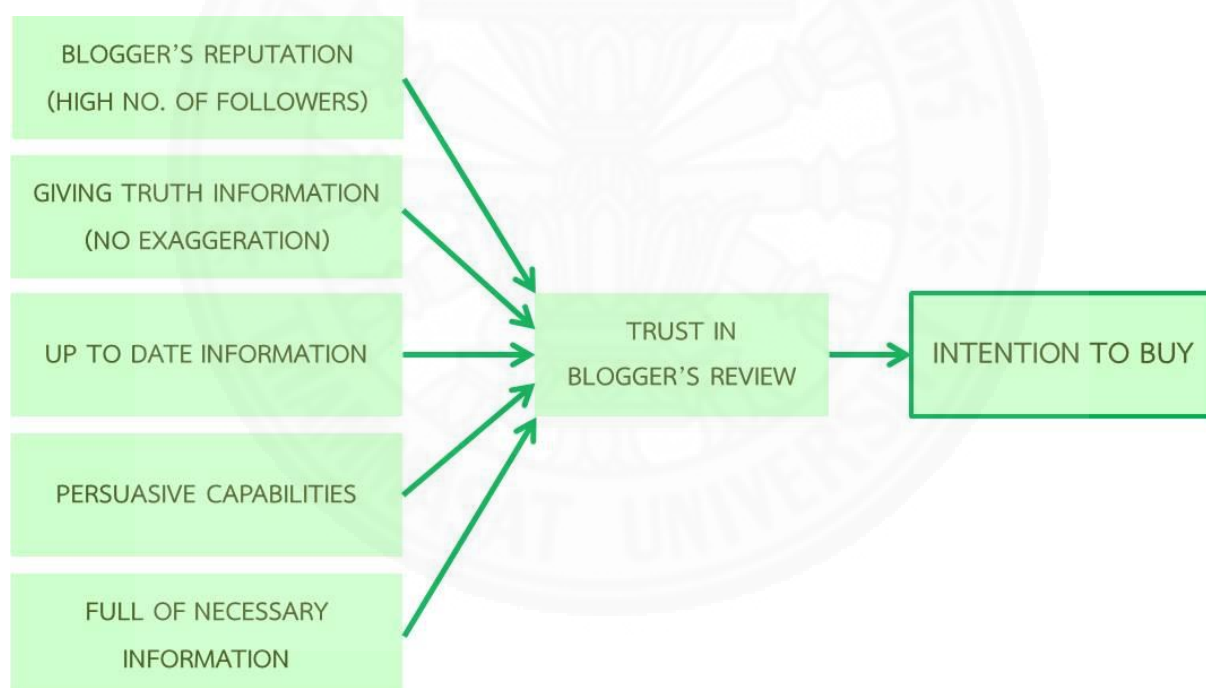 BLOGGER'S REPUTATION
(HIGH NO. OF FOLLOWERS)
GIVING TRUTH INFORMATION
(NO EXAGGERATION)
UP TO DATE INFORMATION
PERSUASIVE CAPABILITIES
FULL OF NECESSARY
INFORMATION
TRUST IN
BLOGGER'S REVIEW
INTENTION TO BUY
UNIVERSITY